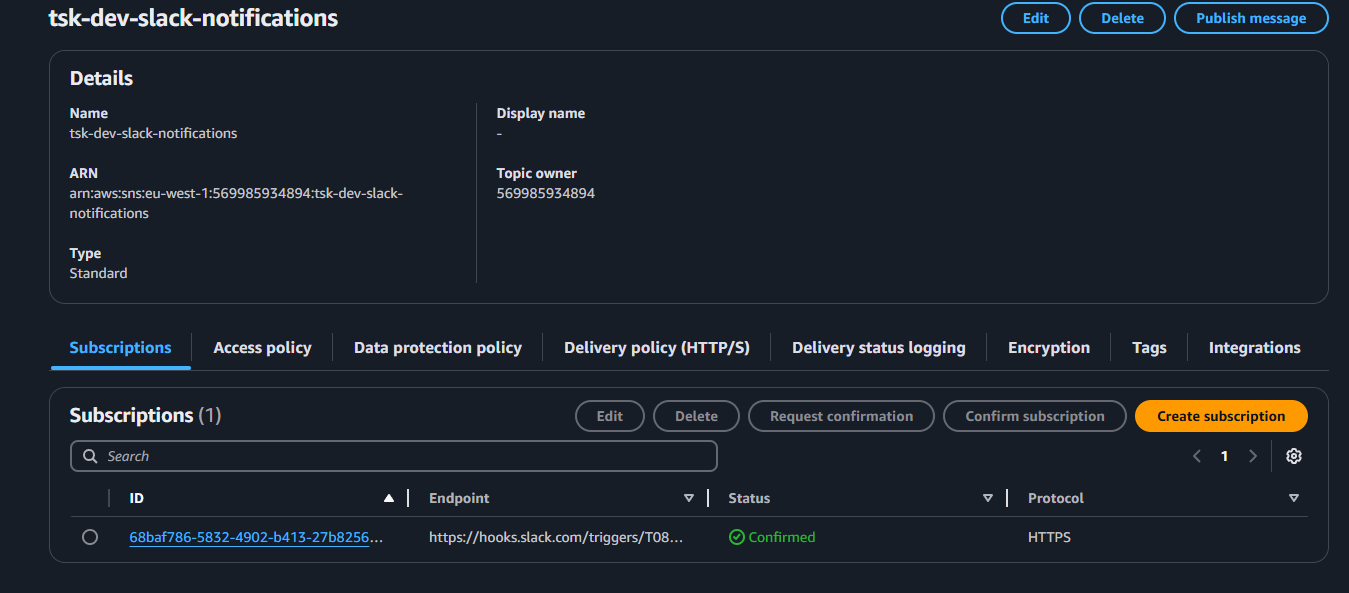 tsk-dev-slack-notifications
Edit
Delete
Publish message
Details
Name
tsk-dev-slack-notifications
ARN
arn:aws:sns:eu-west-1:569985934894:tsk-dev-slack-
notifications
Type
Standard
Display name
-
Topic owner
569985934894
Subscriptions
Access policy
Data protection policy
Delivery policy (HTTP/S)
Delivery status logging
Encryption
Tags
Integrations
Subscriptions (1)
Edit
Delete
Request confirmation
Confirm subscription
Create subscription
Search
1
ID
Endpoint
Status
Protocol
68baf786-5832-4902-b413-27b8256...
https://hooks.slack.com/triggers/T08...
Confirmed
HTTPS